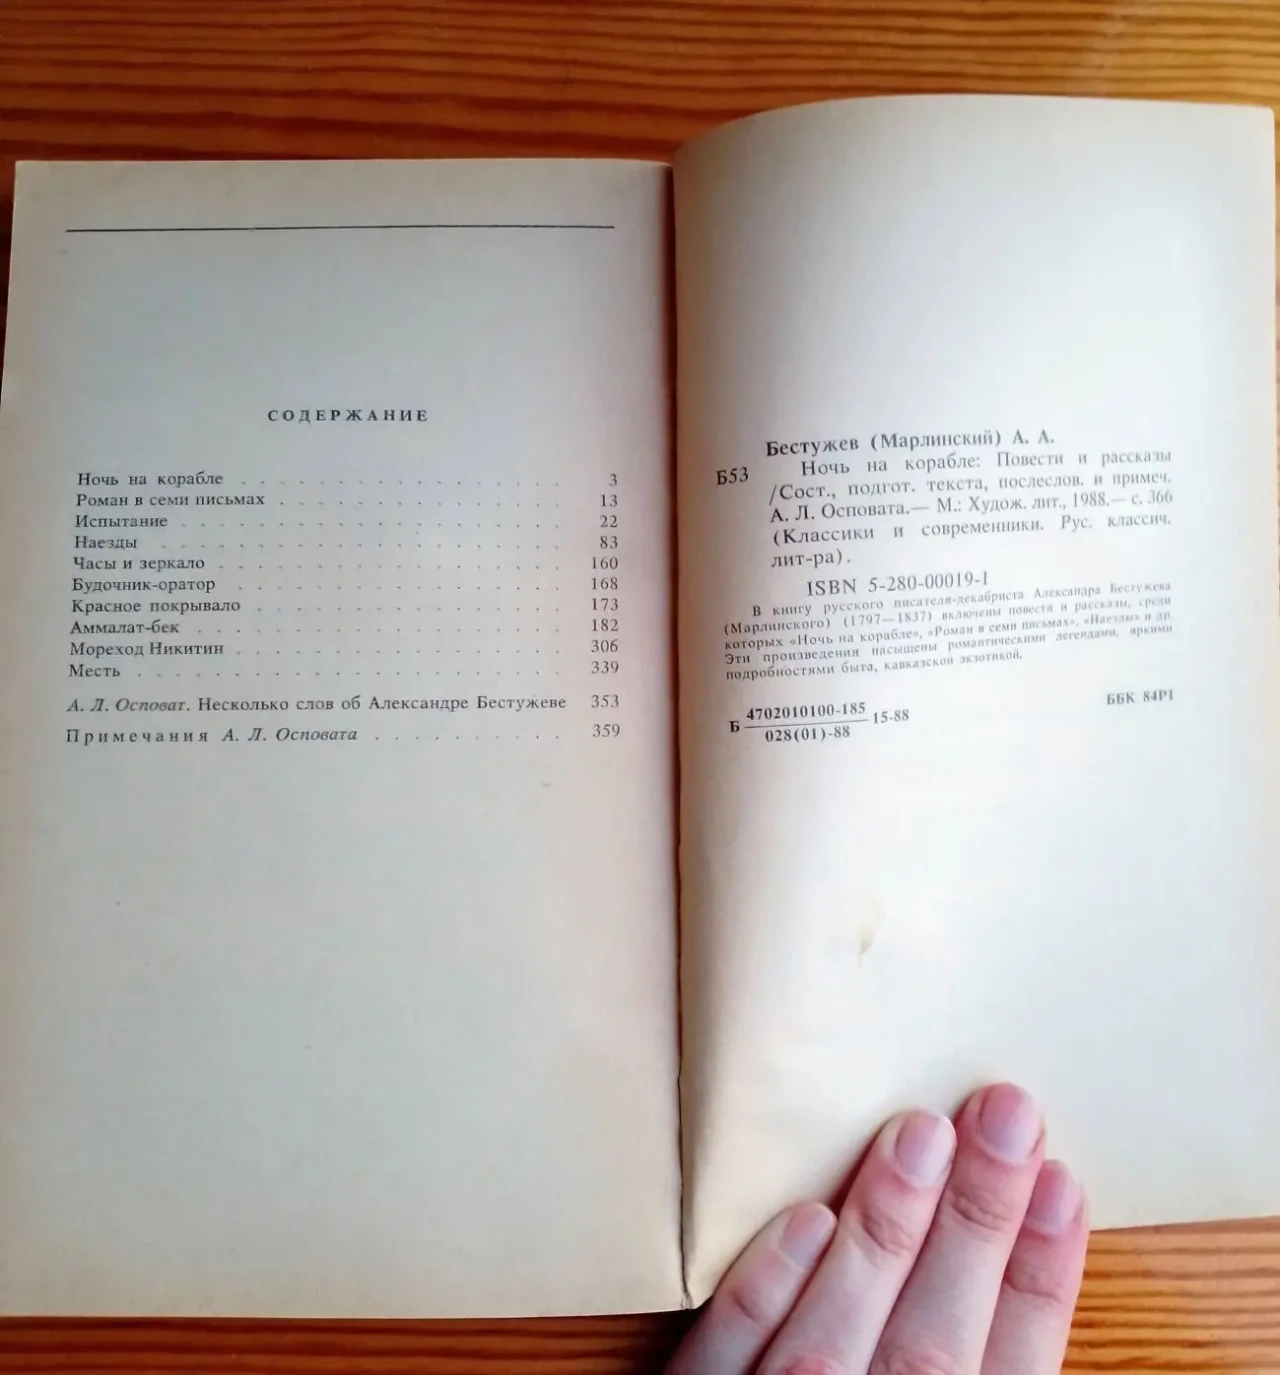 СОДЕРЖАНИЕ
Ночь на корабле . . . . . . . . . . . . . . . . 3
Роман в семи письмах . . . . . . . . . . . . . . 13
Испытание . . . . . . . . . . . . . . . . . . 22
Наезды . . . . . . . . . . . . . . . . . . . 83
Часы и зеркало . . . . . . . . . . . . . . . . . 160
Будочник-оратор . . . . . . . . . . . . . . . . 168
Красное покрывало . . . . . . . . . . . . . . . 173
Аммалат-бек . . . . . . . . . . . . . . . . . . 182
Мореход Никитин . . . . . . . . . . . . . . . . 306
Месть . . . . . . . . . . . . . . . . . . . . 339
А. Л. Осповат. Несколько слов об Александре Бестужеве 353
Примечания А. Л. Осповата . . . . . . . . . . 359
Бестужев (Марлинский) А. А.
Б53 Ночь на корабле: Повести и рассказы
/Сост., подгот. текста, послеслов. и примеч.
А. Л. Осповата.— М.: Худож. лит., 1988.— с. 366
(Классики и современники. Рус. классич.
лит-ра).
ISBN 5-280-00019-1
В книгу русского писателя-декабриста Александра Бестужева
(Марлинского) (1797—1837) включены повести и рассказы, среди
которых «Ночь на корабле», «Роман в семи письмах», «Наезды» и др.
Эти произведения насыщены романтическими легендами, яркими
подробностями быта, кавказской экзотикой.
Б 4702010100-185
028(01)-88 15-88
ББК 84Р1